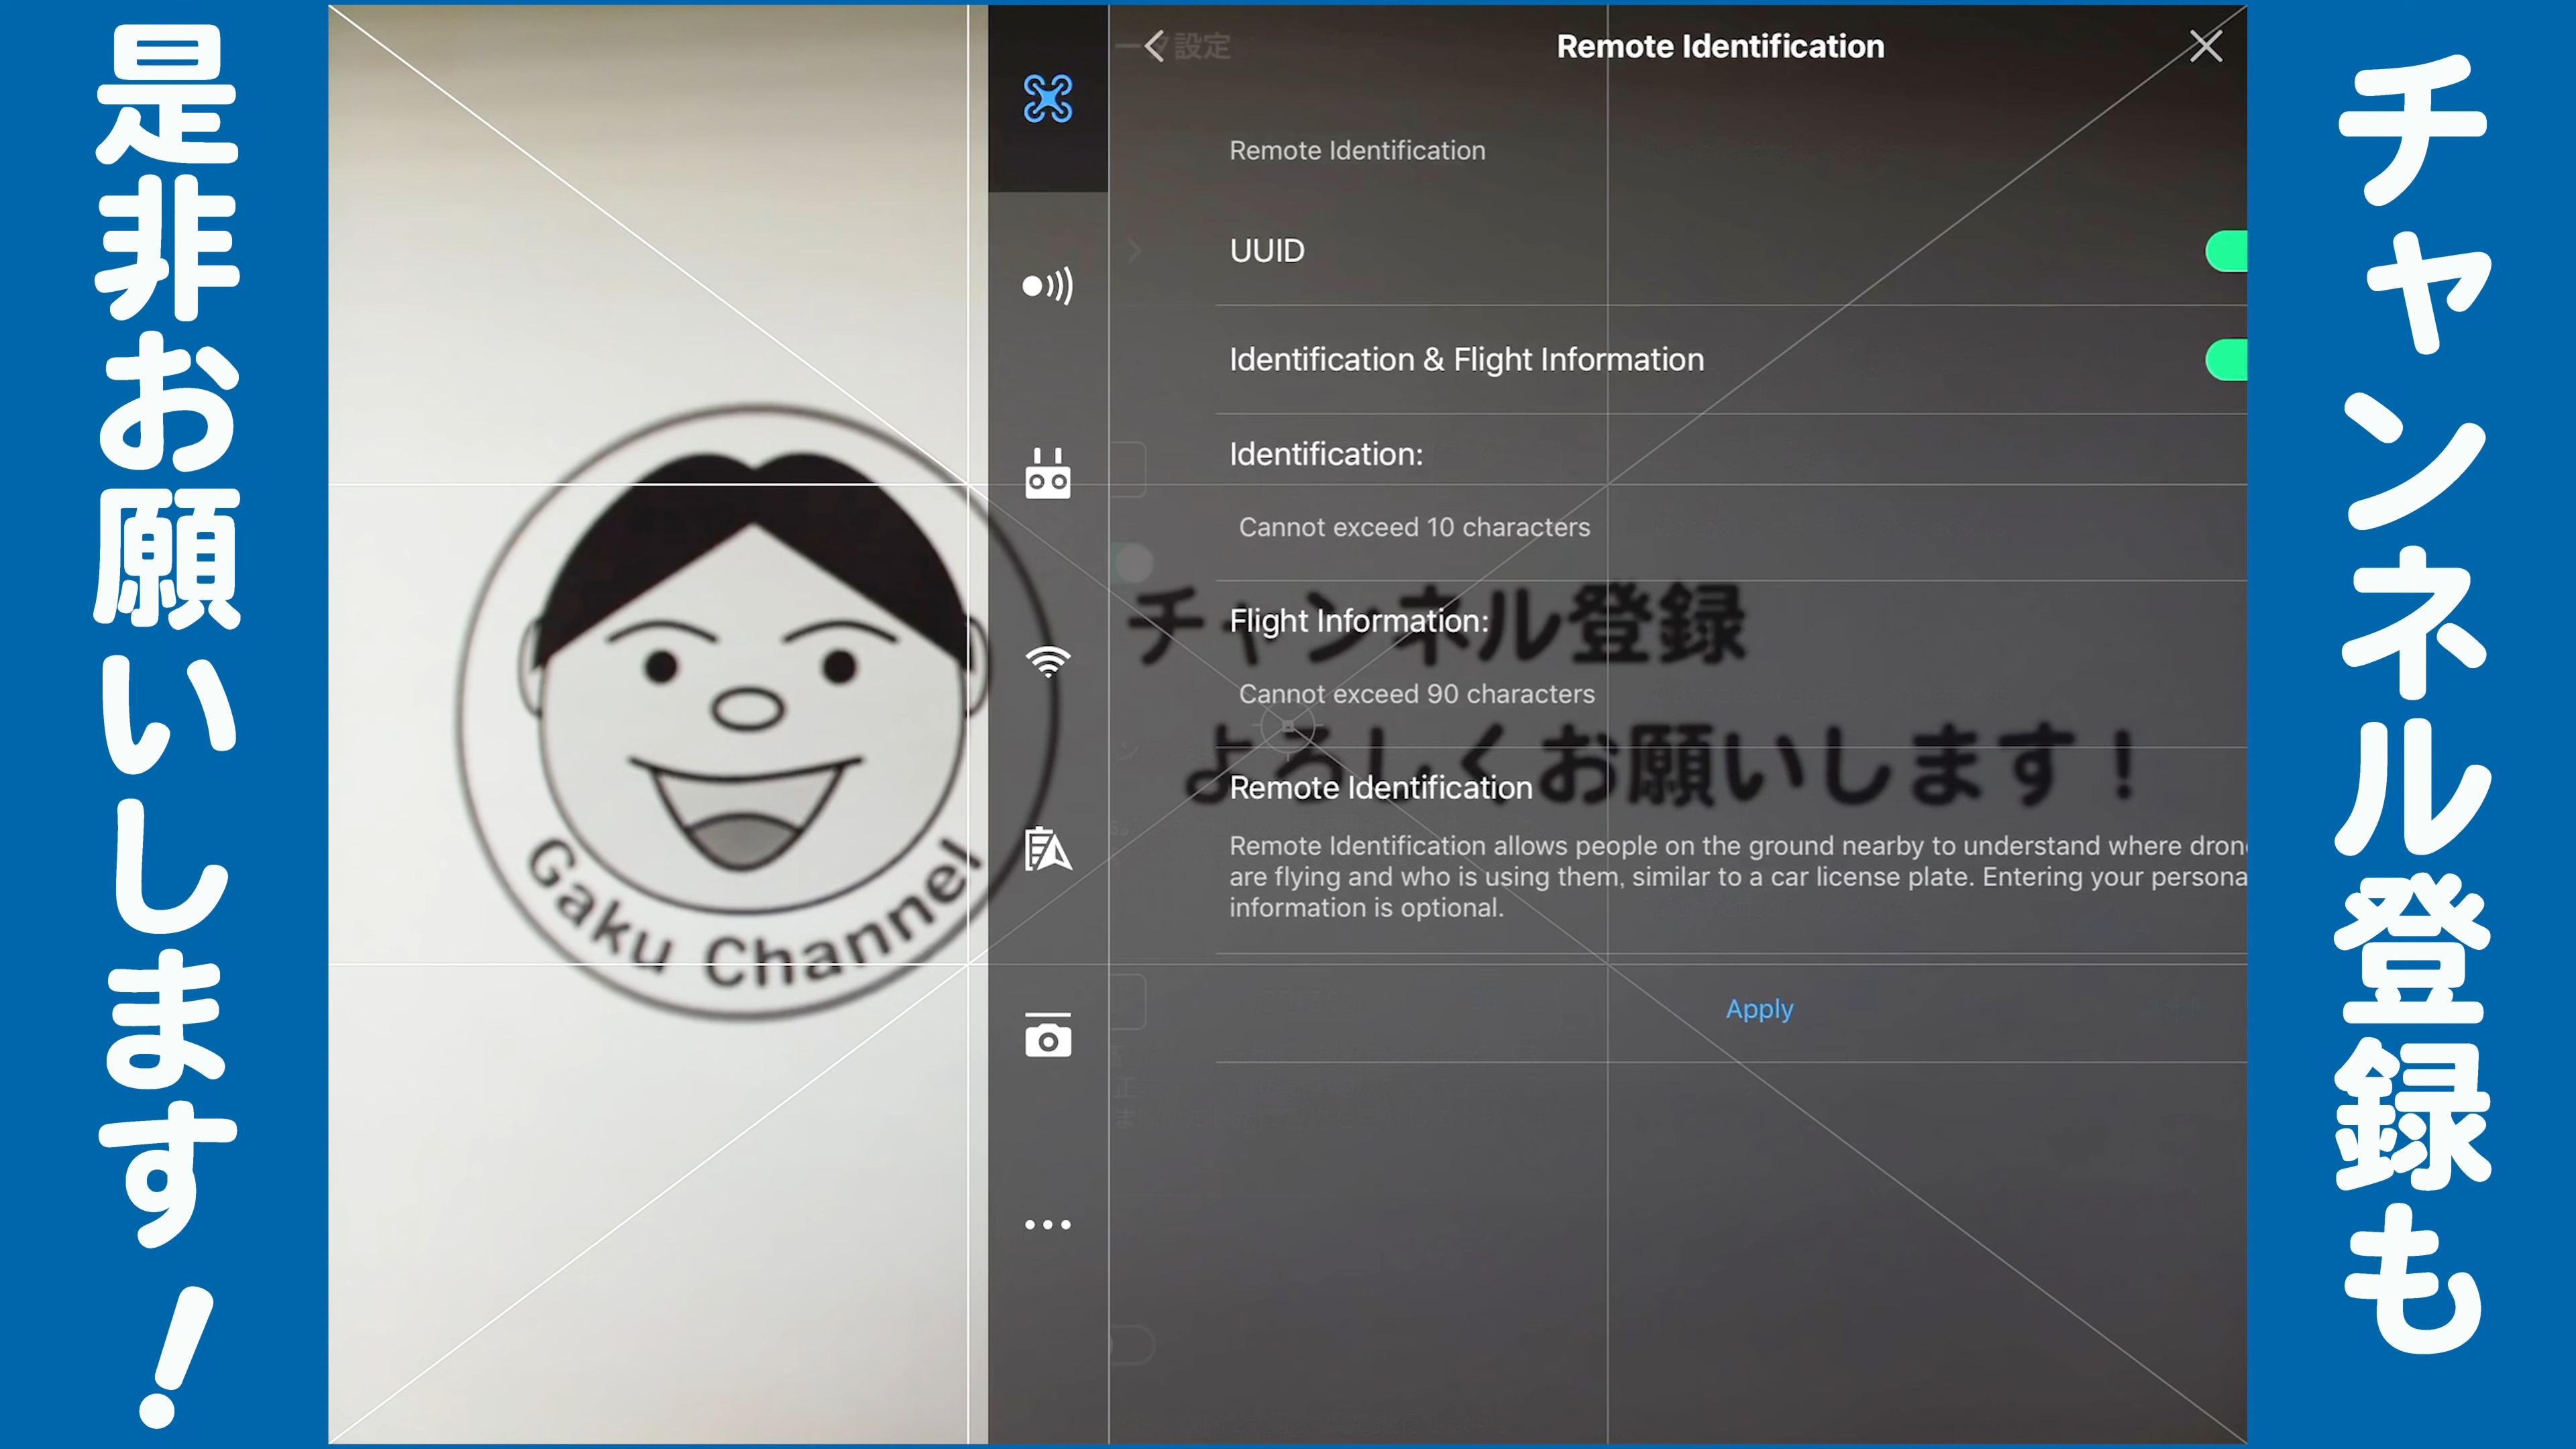 チャンネル登録も
是非お願いします！
ータ設定
Remote Identification
Remote Identification
UUID
Identification & Flight Information
Identification:
Cannot exceed 10 characters
Flight Information:
Cannot exceed 90 characters
Remote Identification
Remote Identification allows people on the ground nearby to understand where dron
are flying and who is using them, similar to a car license plate. Entering your persona
information is optional.
Apply
チャンネル登録
よろしくお願いします！
Gaku Channel